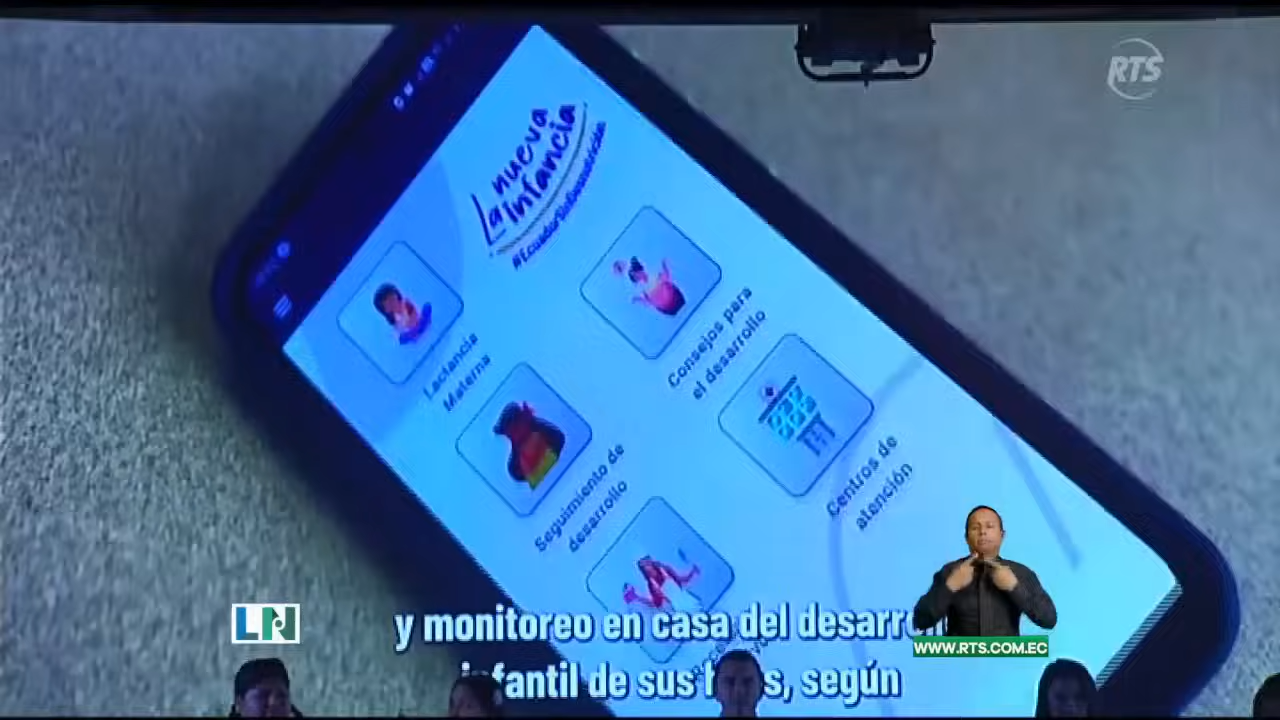 RTS
La nueva
infancia
#EcuadorSinDesnutrición
Lactancia
Materna
Consejos para
el desarrollo
Seguimiento de
desarrollo
Centros de
atención
LN
y monitoreo en casa del
infantil de sus, según
WWW.RTS.COM.EC